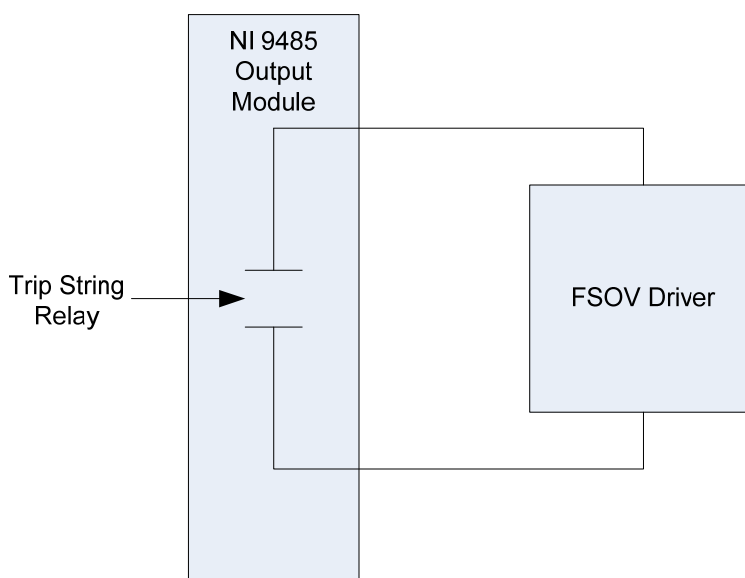 NI 9485
Output
Module
Trip String
Relay
FSOV Driver